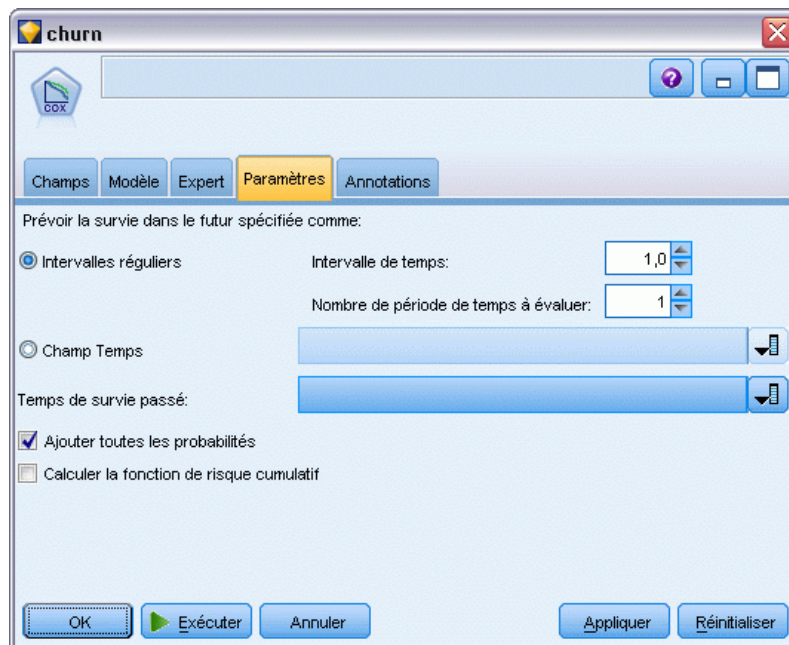 churn
COX
Champs Modèle Expert Paramètres Annotations
Prévoir la survie dans le futur spécifiée comme:
Intervalles réguliers Intervalle de temps: 1,0
Nombre de période de temps à évaluer: 1
Champ Temps
Temps de survie passé:
Ajouter toutes les probabilités
Calculer la fonction de risque cumulatif
OK Exécuter Annuler Appliquer Réinitialiser